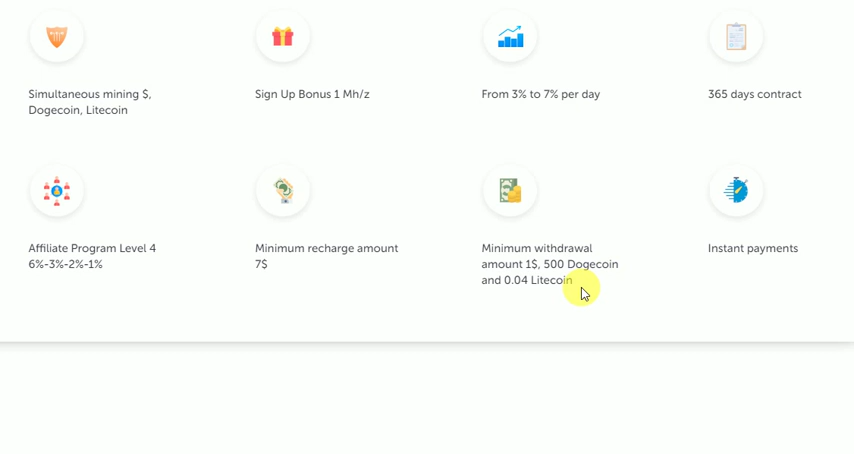 Simultaneous mining $,
Dogecoin, Litecoin
Sign Up Bonus 1 Mh/z
From 3% to 7% per day
365 days contract
Affiliate Program Level 4
6%-3%-2%-1%
Minimum recharge amount
7$
Minimum withdrawal
amount 1$, 500 Dogecoin
and 0.04 Litecoin
Instant payments